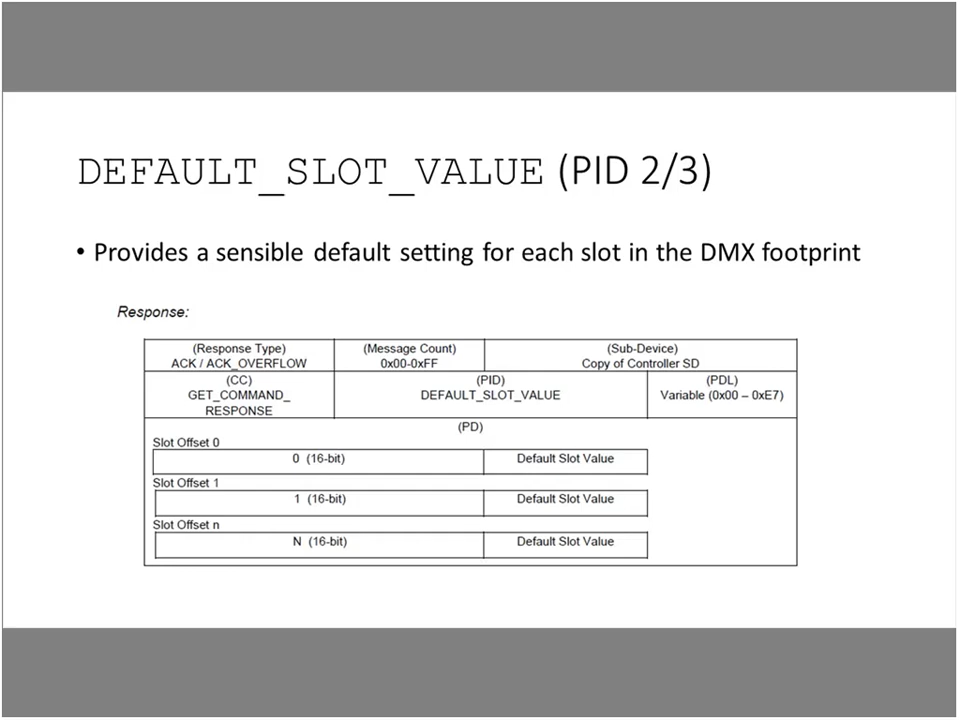 DEFAULT_SLOT_VALUE (PID 2/3)
• Provides a sensible default setting for each slot in the DMX footprint
Response:
(Response Type) (Message Count) (Sub-Device)
ACK / ACK_OVERFLOW 0x00-0xFF Copy of Controller SD
(CC) (PID) (PDL)
GET_COMMAND_ DEFAULT_SLOT_VALUE Variable (0x00 – 0xE7)
RESPONSE
(PD)
Slot Offset 0
0 (16-bit) Default Slot Value
Slot Offset 1
1 (16-bit) Default Slot Value
Slot Offset n
N (16-bit) Default Slot Value